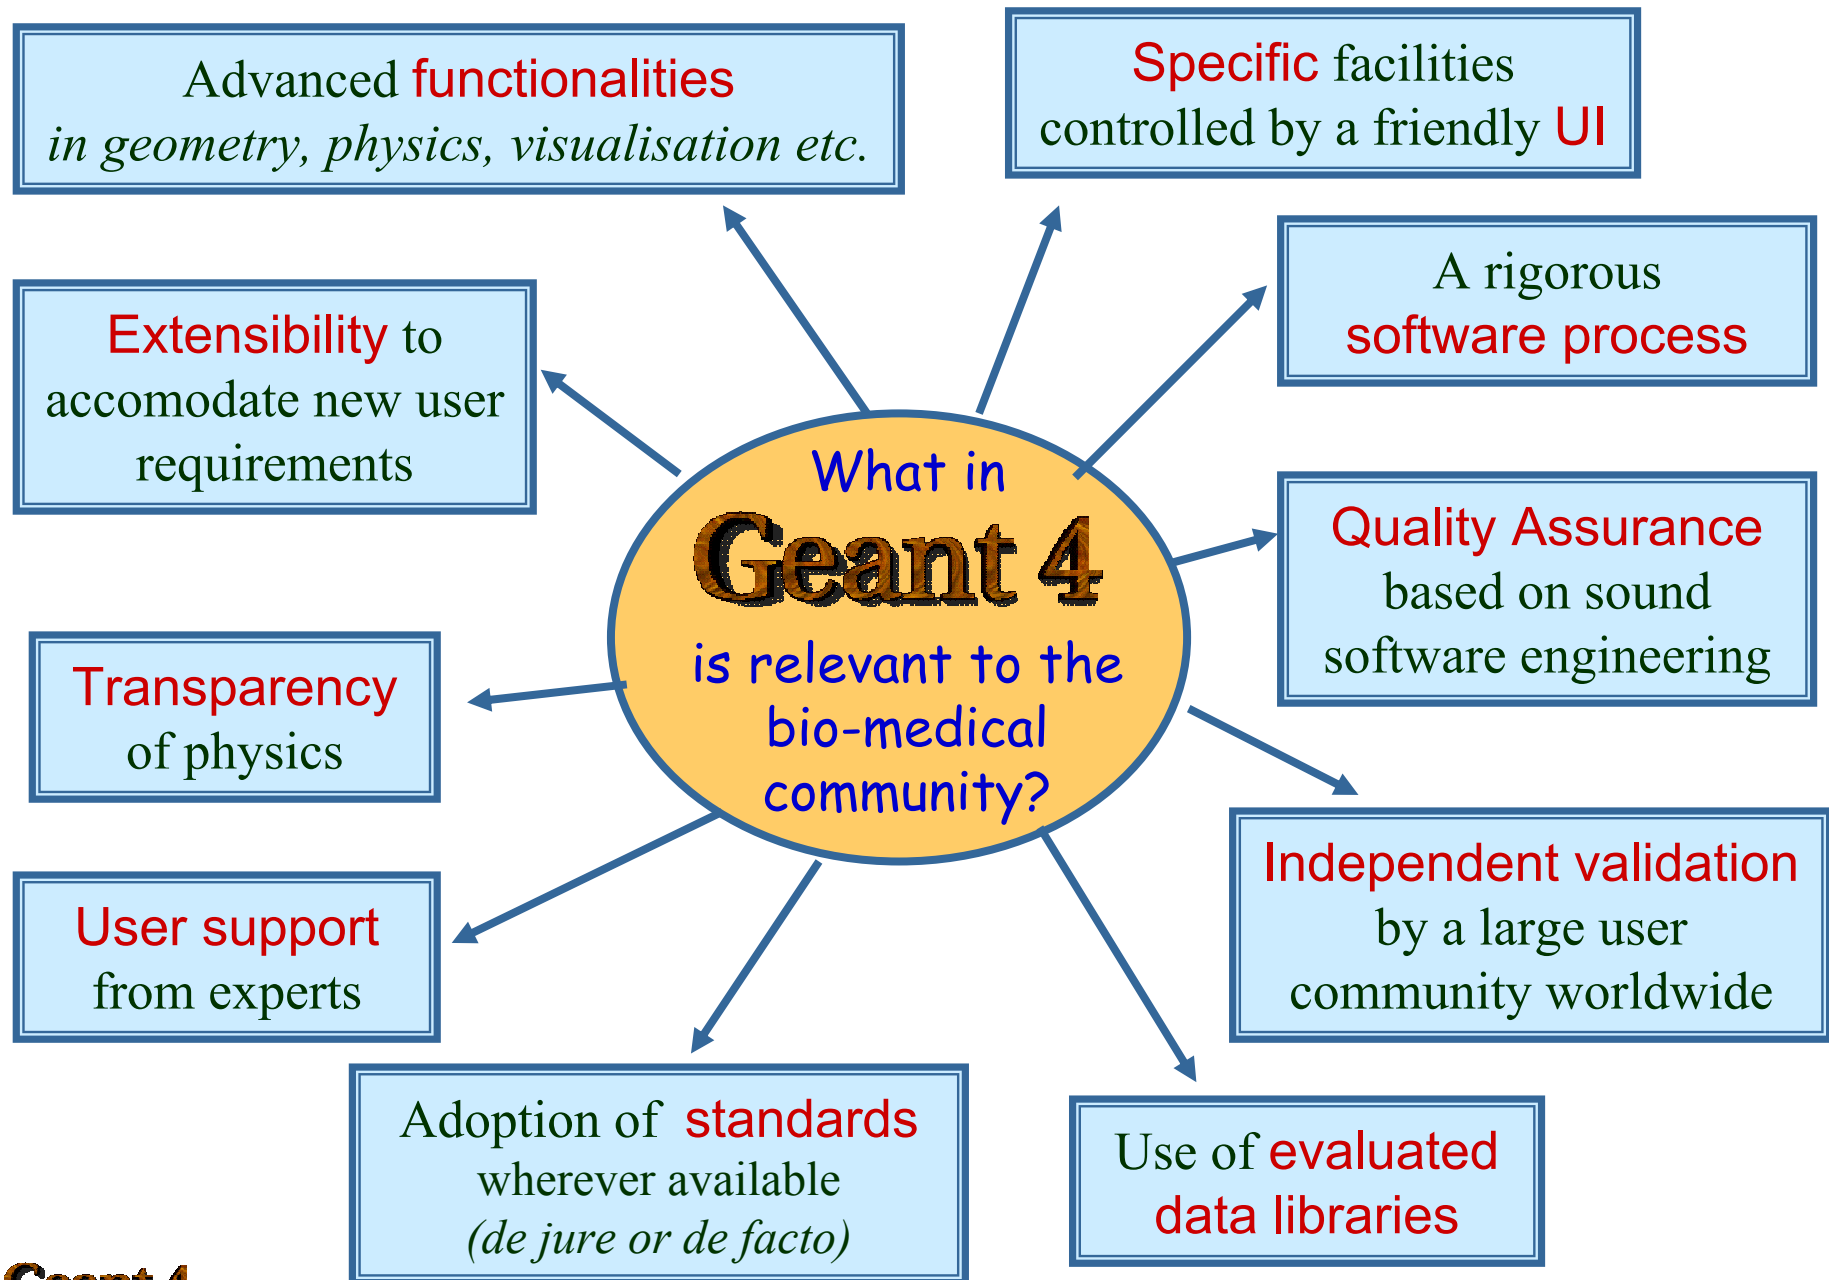 Advanced functionalities
in geometry, physics, visualisation etc.
Specific facilities
controlled by a friendly UI
A rigorous
software process
Extensibility to
accomodate new user
requirements
What in
Geant 4
is relevant to the
bio-medical
community?
Quality Assurance
based on sound
software engineering
Transparency
of physics
Independent validation
by a large user
community worldwide
User support
from experts
Adoption of standards
wherever available
(de jure or de facto)
Use of evaluated
data libraries
Geant 4